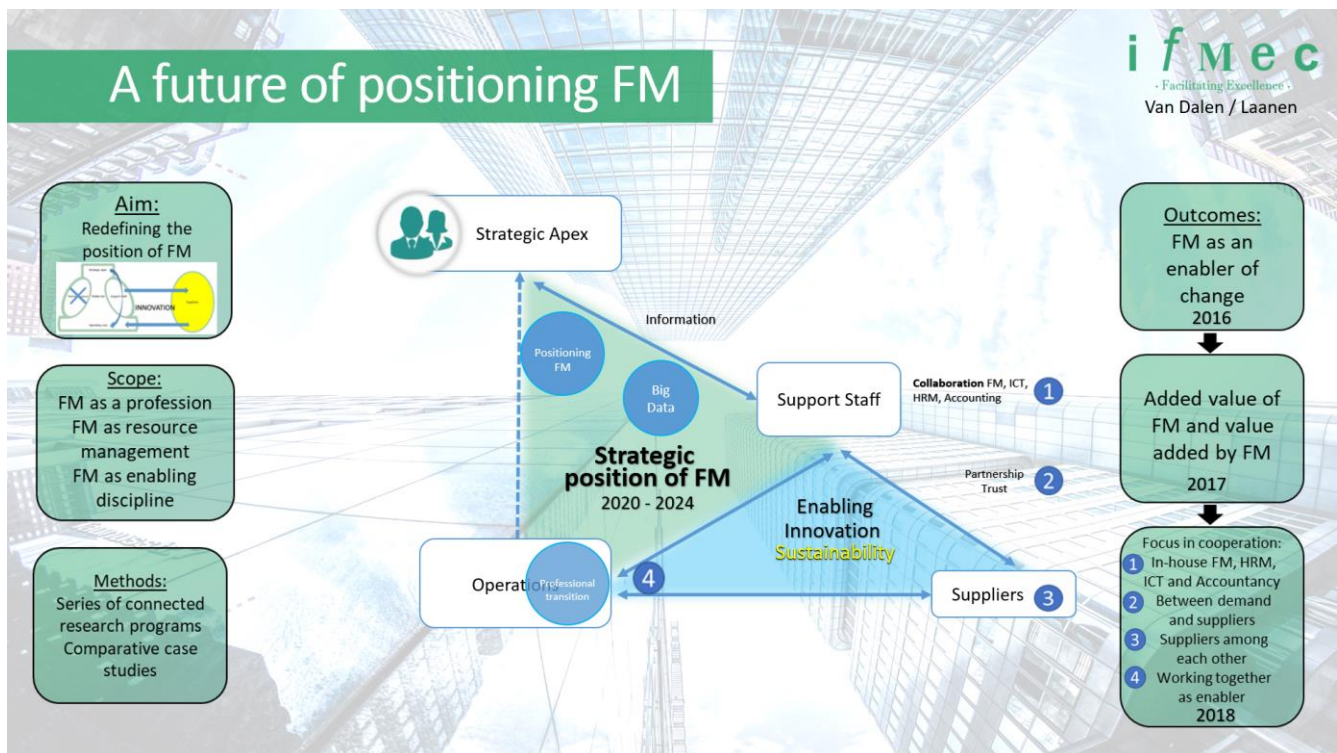 A future of positioning FM
i f M e c
- Facilitating Excellence -
Van Dalen / Laanen
Aim:
Redefining the
position of FM
INNOVATION
Scope:
FM as a profession
FM as resource
management
FM as enabling
discipline
Methods:
Series of connected
research programs
Comparative case
studies
Strategic Apex
Information
Positioning
FM
Big
Data
Support Staff
Collaboration FM, ICT,
HRM, Accounting
1
Strategic
position of FM
2020 - 2024
Partnership
Trust
2
Enabling
Innovation
Sustainability
Operations
Professional
transition
4
Suppliers
3
Outcomes:
FM as an
enabler of
change
2016
Added value of
FM and value
added by FM
2017
Focus in cooperation:
1 In-house FM, HRM,
ICT and Accountancy
2 Between demand
and suppliers
3 Suppliers among
each other
4 Working together
as enabler
2018